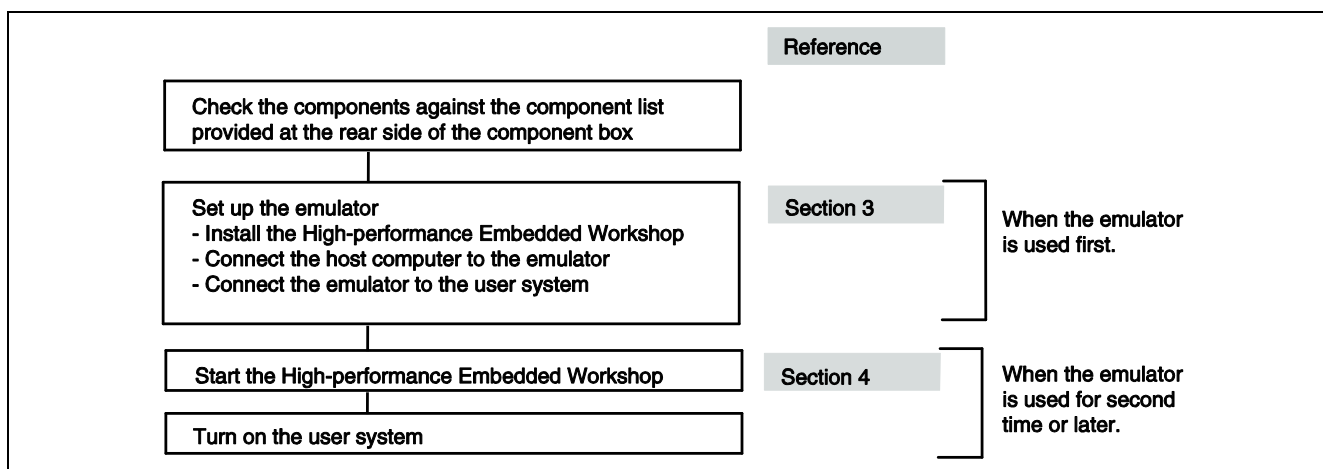 Reference
Check the components against the component list
provided at the rear side of the component box
Set up the emulator
- Install the High-performance Embedded Workshop
- Connect the host computer to the emulator
- Connect the emulator to the user system
Section 3
When the emulator
is used first.
Start the High-performance Embedded Workshop
Section 4
When the emulator
is used for second
time or later.
Turn on the user system